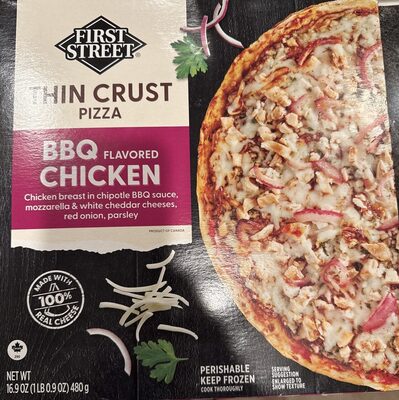 FIRST
STREET®
THIN CRUST
PIZZA
BBQ FLAVORED
CHICKEN
Chicken breast in chipotle BBQ sauce,
mozzarella & white cheddar cheeses,
red onion, parsley
PRODUCT OF CANADA
MADE WITH
100%
REAL CHEESE
NET WT
16.9 OZ (1 LB 0.9 OZ) 480 g
PERISHABLE
KEEP FROZEN
COOK THOROUGHLY
SERVING
SUGGESTION
ENLARGED TO
SHOW TEXTURE